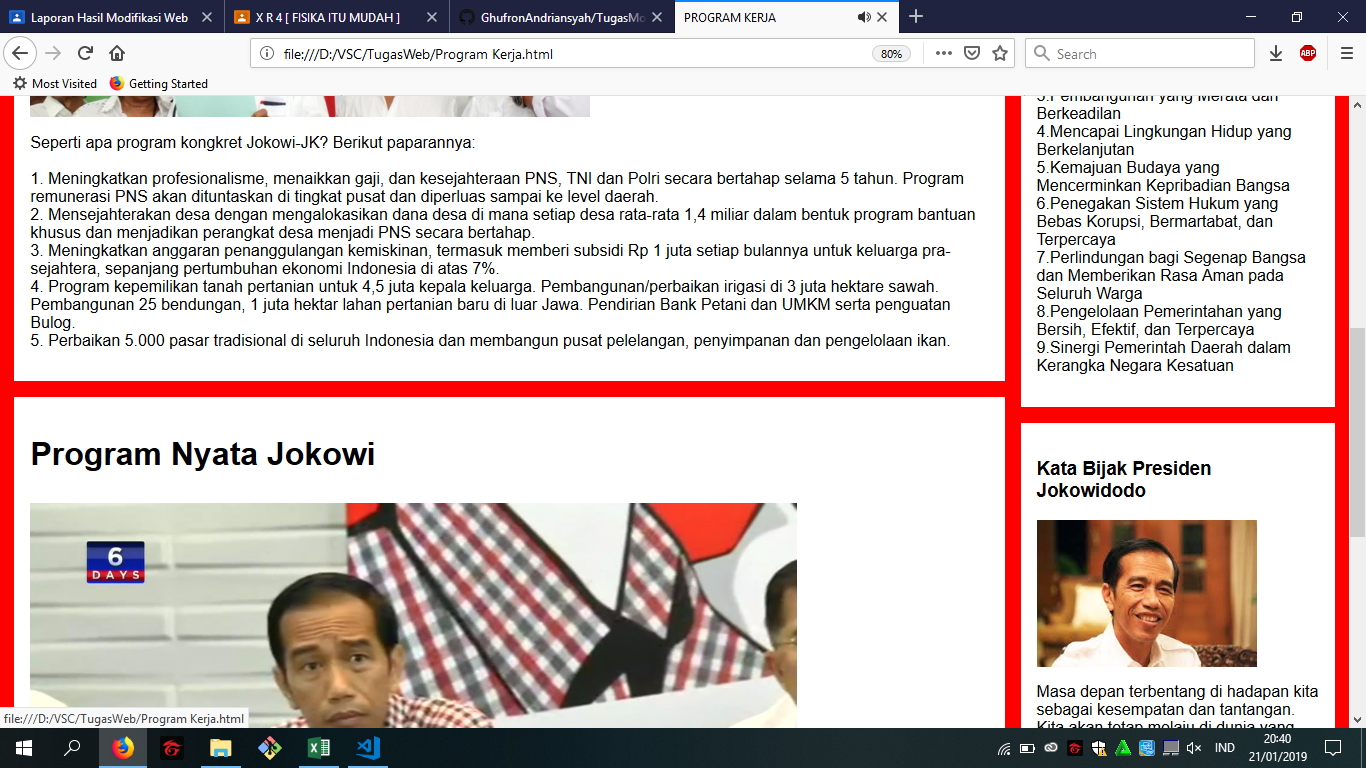 Laporan Hasil Modifikasi Web
X R 4 [ FISIKA ITU MUDAH ]
GhufronAndriansyah/TugasMo
PROGRAM KERJA
file:///D:/VSC/TugasWeb/Program Kerja.html
80%
Search
ABP
Most Visited
Getting Started
Seperti apa program kongkret Jokowi-JK? Berikut paparannya:
1. Meningkatkan profesionalisme, menaikkan gaji, dan kesejahteraan PNS, TNI dan Polri secara bertahap selama 5 tahun. Program
remunerasi PNS akan dituntaskan di tingkat pusat dan diperluas sampai ke level daerah.
2. Mensejahterakan desa dengan mengalokasikan dana desa di mana setiap desa rata-rata 1,4 miliar dalam bentuk program bantuan
khusus dan menjadikan perangkat desa menjadi PNS secara bertahap.
3. Meningkatkan anggaran penanggulangan kemiskinan, termasuk memberi subsidi Rp 1 juta setiap bulannya untuk keluarga pra-
sejahtera, sepanjang pertumbuhan ekonomi Indonesia di atas 7%.
4. Program kepemilikan tanah pertanian untuk 4,5 juta kepala keluarga. Pembangunan/perbaikan irigasi di 3 juta hektare sawah.
Pembangunan 25 bendungan, 1 juta hektar lahan pertanian baru di luar Jawa. Pendirian Bank Petani dan UMKM serta penguatan
Bulog.
5. Perbaikan 5.000 pasar tradisional di seluruh Indonesia dan membangun pusat pelelangan, penyimpanan dan pengelolaan ikan.
Program Nyata Jokowi
6
DAYS
3.Pembangunan yang Merata dan
Berkeadilan
4.Mencapai Lingkungan Hidup yang
Berkelanjutan
5.Kemajuan Budaya yang
Mencerminkan Kepribadian Bangsa
6.Penegakan Sistem Hukum yang
Bebas Korupsi, Bermartabat, dan
Terpercaya
7.Perlindungan bagi Segenap Bangsa
dan Memberikan Rasa Aman pada
Seluruh Warga
8.Pengelolaan Pemerintahan yang
Bersih, Efektif, dan Terpercaya
9.Sinergi Pemerintah Daerah dalam
Kerangka Negara Kesatuan
Kata Bijak Presiden
Jokowidodo
Masa depan terbentang di hadapan kita
sebagai kesempatan dan tantangan.
Kita akan tetap melaju di dunia yang
file:///D:/VSC/TugasWeb/Program Kerja.html
IND
20:40
21/01/2019